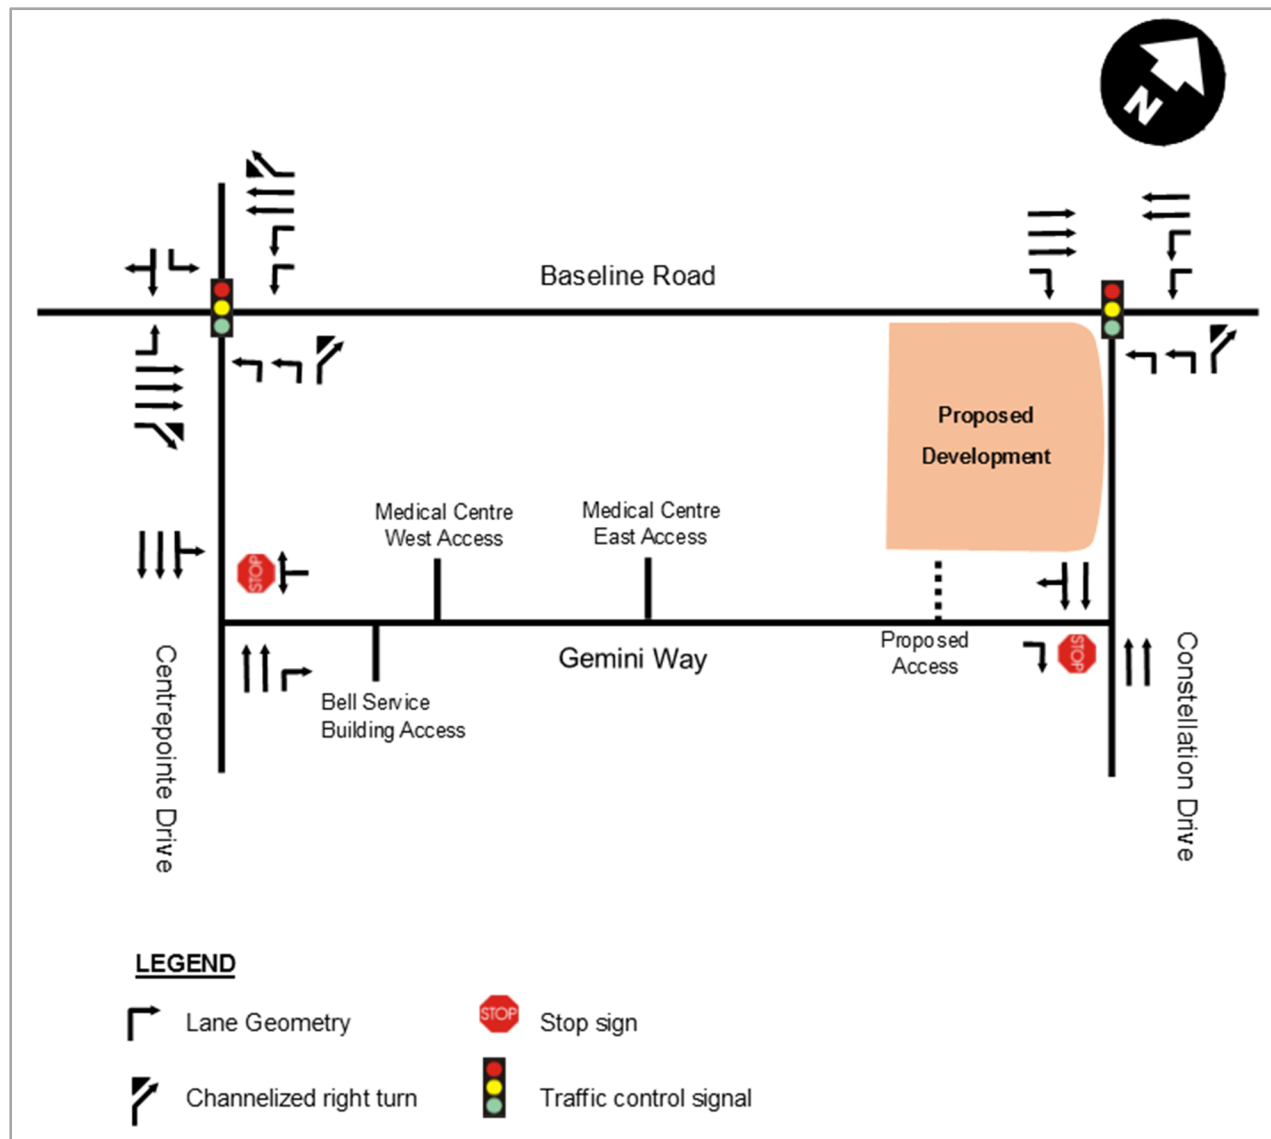 N
Baseline Road
Proposed
Development
Medical Centre
West Access
Medical Centre
East Access
STOP
Gemini Way
Proposed
Access
STOP
Bell Service
Building Access
Centrepointe Drive
Constellation Drive
LEGEND
Lane Geometry
STOP
Stop sign
Channelized right turn
Traffic control signal